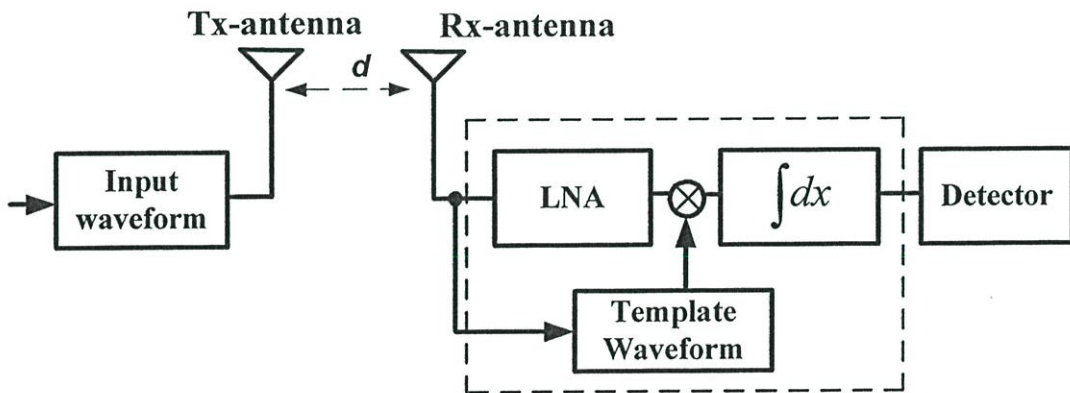 Tx-antenna
Rx-antenna
d
Input
waveform
LNA
∫dx
Detector
Template
Waveform